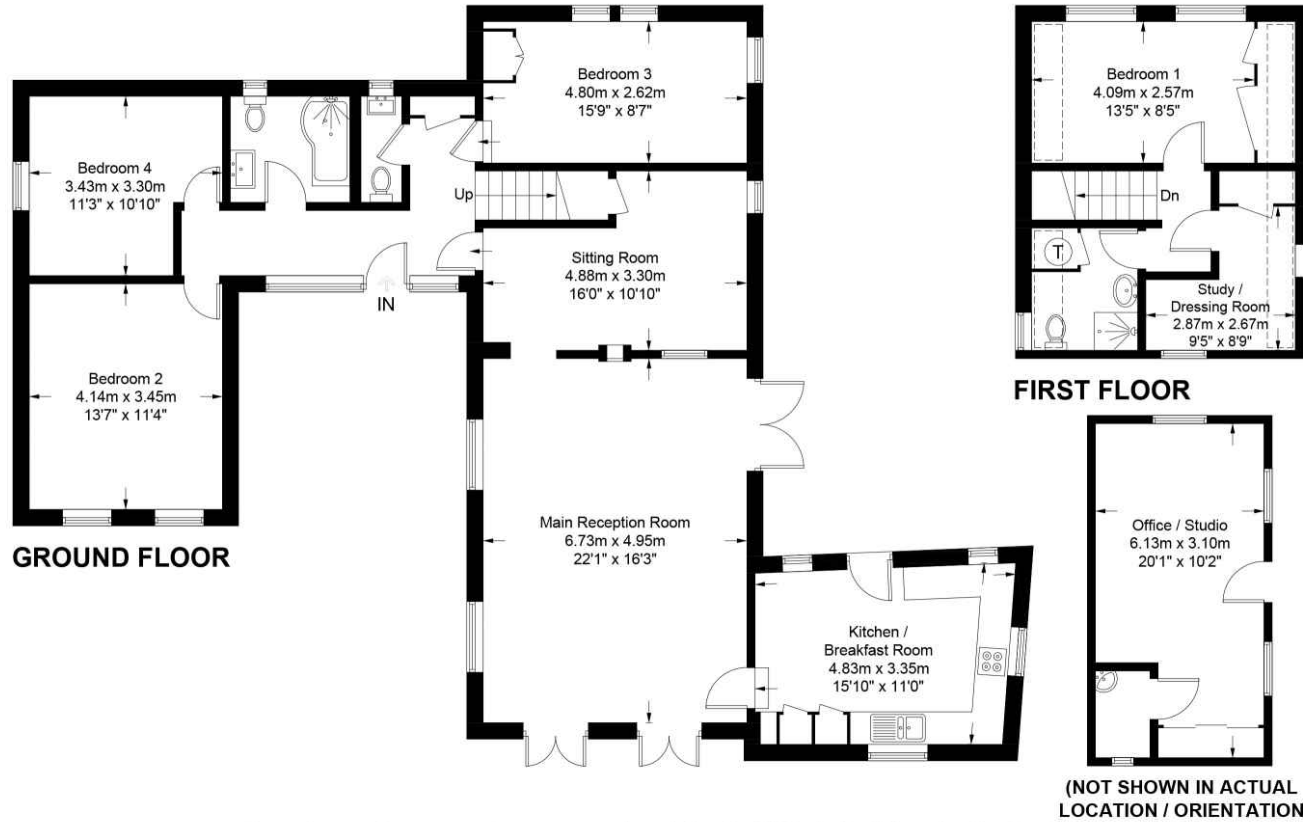 Bedroom 3
4.80m x 2.62m
15'9" x 8'7"
Bedroom 4
3.43m x 3.30m
11'3" x 10'10"
Up
Sitting Room
4.88m x 3.30m
16'0" x 10'10"
IN
Bedroom 2
4.14m x 3.45m
13'7" x 11'4"
GROUND FLOOR
Main Reception Room
6.73m x 4.95m
22'1" x 16'3"
Kitchen /
Breakfast Room
4.83m x 3.35m
15'10" x 11'0"
Bedroom 1
4.09m x 2.57m
13'5" x 8'5"
Dn
T
Study /
Dressing Room
2.87m x 2.67m
9'5" x 8'9"
FIRST FLOOR
Office / Studio
6.13m x 3.10m
20'1" x 10'2"
(NOT SHOWN IN ACTUAL
LOCATION / ORIENTATION